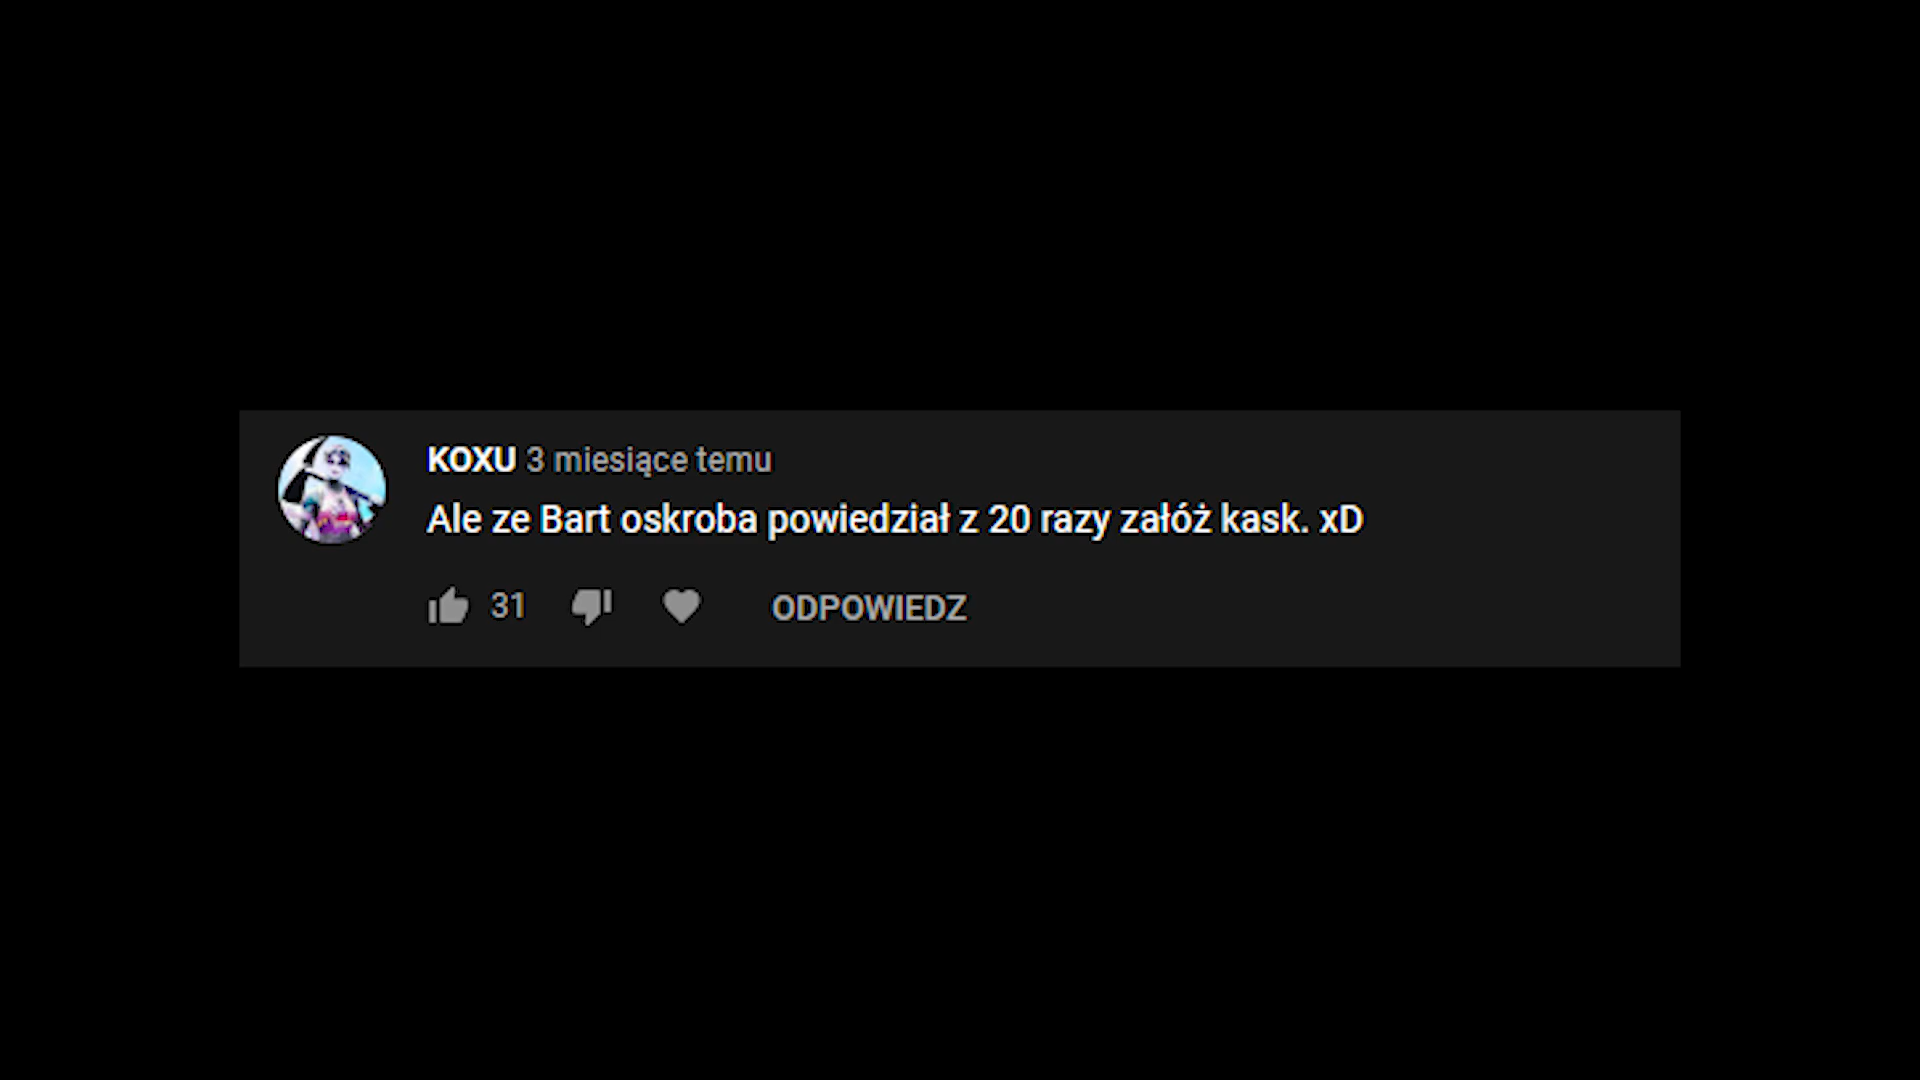 KOXU 3 miesiące temu
Ale ze Bart oskroba powiedział z 20 razy załóż kask. xD
31 ODPOWIEDZ